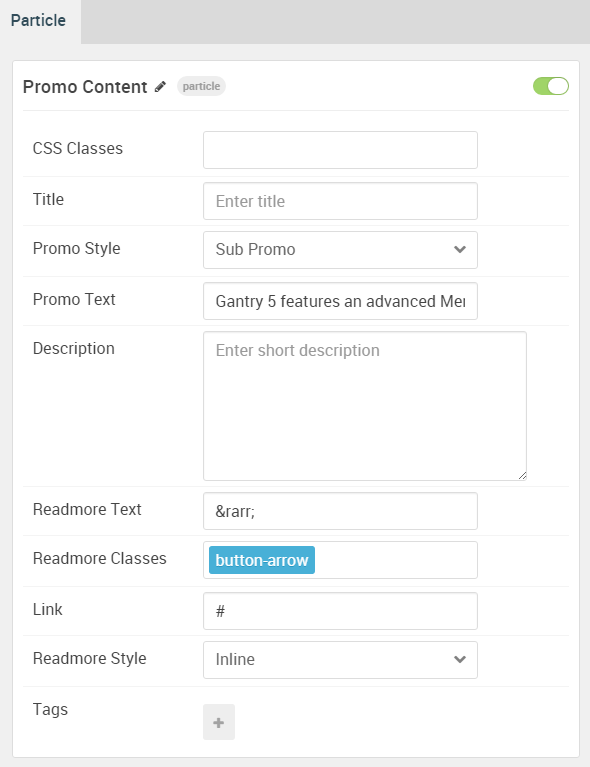 Particle
Promo Content particle
CSS Classes
Title Enter title
Promo Style Sub Promo
Promo Text Gantry 5 features an advanced
Description Enter short description
Readmore Text &rarr;
Readmore Classes button-arrow
Link #
Readmore Style Inline
Tags +